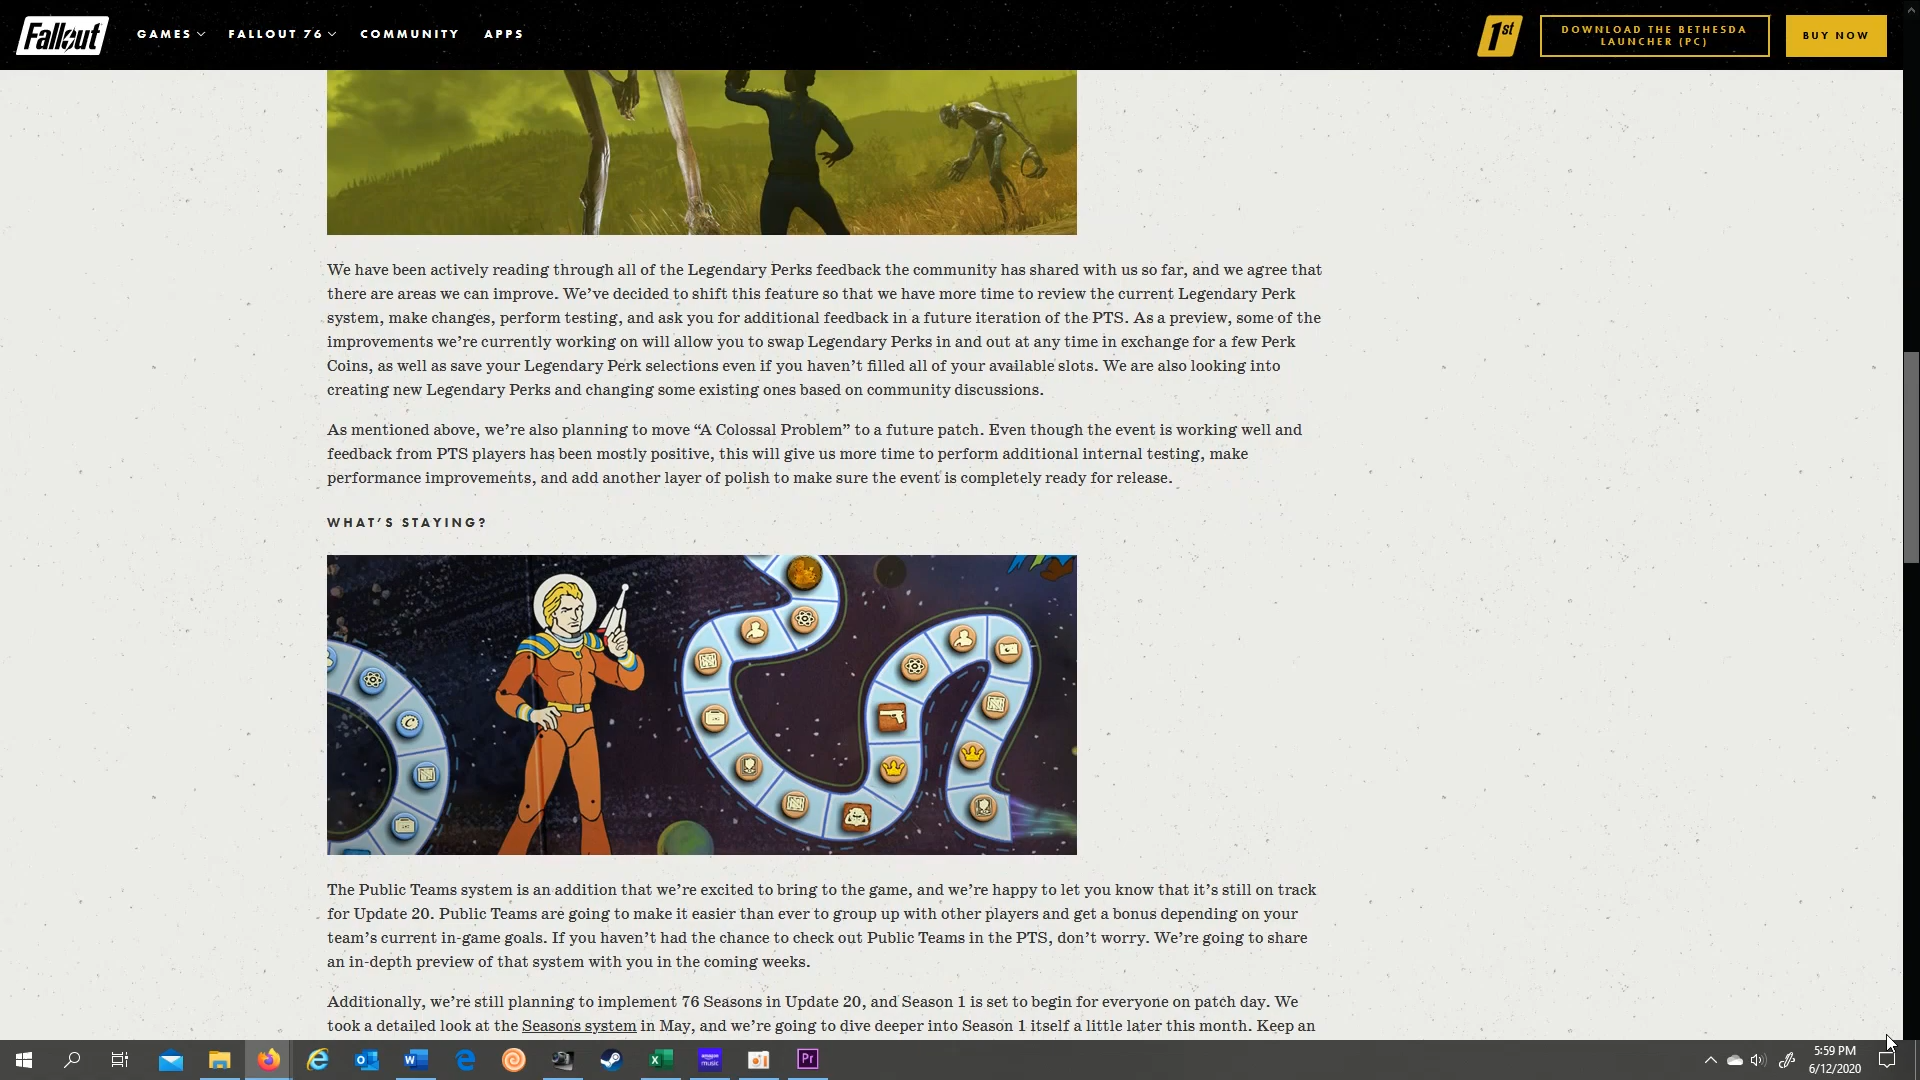 Fallout
GAMES
FALLOUT 76
COMMUNITY
APPS
1st
DOWNLOAD THE BETHESDA
LAUNCHER (PC)
BUY NOW
We have been actively reading through all of the Legendary Perks feedback the community has shared with us so far, and we agree that
there are areas we can improve. We’ve decided to shift this feature so that we have more time to review the current Legendary Perk
system, make changes, perform testing, and ask you for additional feedback in a future iteration of the PTS. As a preview, some of the
improvements we’re currently working on will allow you to swap Legendary Perks in and out at any time in exchange for a few Perk
Coins, as well as save your Legendary Perk selections even if you haven’t filled all of your available slots. We are also looking into
creating new Legendary Perks and changing some existing ones based on community discussions.
As mentioned above, we’re also planning to move “A Colossal Problem” to a future patch. Even though the event is working well and
feedback from PTS players has been mostly positive, this will give us more time to perform additional internal testing, make
performance improvements, and add another layer of polish to make sure the event is completely ready for release.
WHAT’S STAYING?
The Public Teams system is an addition that we’re excited to bring to the game, and we’re happy to let you know that it’s still on track
for Update 20. Public Teams are going to make it easier than ever to group up with other players and get a bonus depending on your
team’s current in-game goals. If you haven’t had the chance to check out Public Teams in the PTS, don’t worry. We’re going to share
an in-depth preview of that system with you in the coming weeks.
Additionally, we’re still planning to implement 76 Seasons in Update 20, and Season 1 is set to begin for everyone on patch day. We
took a detailed look at the Seasons system in May, and we’re going to dive deeper into Season 1 itself a little later this month. Keep an
amazon
music
Pr
5:59 PM
6/12/2020